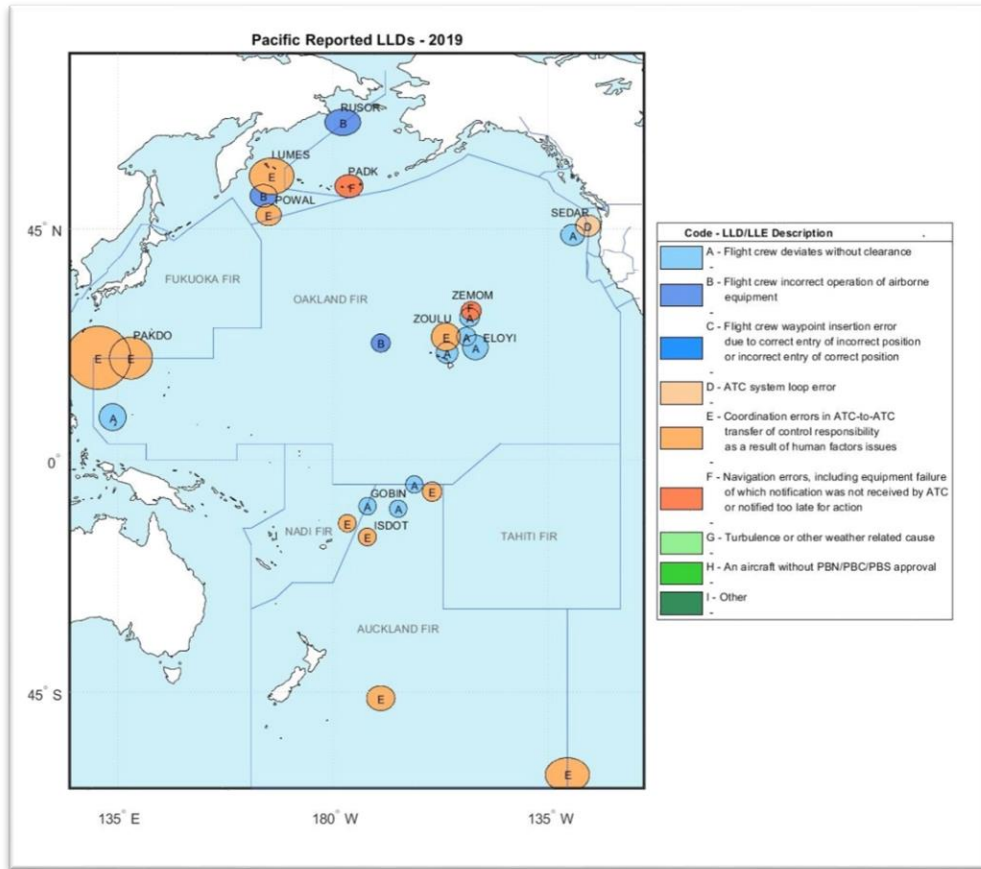 Pacific Reported LLDs - 2019
RUSOR
B
LUMES
E
PADK
F
B
POWAL
E
45° N
SEDAR
D
A
FUKUOKA FIR
OAKLAND FIR
ZEMOM
F
A
ZOULU
E
A
ELOYI
A
A
B
PAKDO
E
E
A
0°
A
E
GOBIN
A
A
E
ISDOT
E
NADI FIR
TAHITI FIR
AUCKLAND FIR
45° S
E
E
135° E
180° W
135° W
Code - LLD/LLE Description
A - Flight crew deviates without clearance
-
B - Flight crew incorrect operation of airborne
equipment
-
C - Flight crew waypoint insertion error
due to correct entry of incorrect position
or incorrect entry of correct position
-
D - ATC system loop error
-
E - Coordination errors in ATC-to-ATC
transfer of control responsibility
as a result of human factors issues
-
F - Navigation errors, including equipment failure
of which notification was not received by ATC
or notified too late for action
-
G - Turbulence or other weather related cause
-
H - An aircraft without PBN/PBC/PBS approval
-
I - Other
-